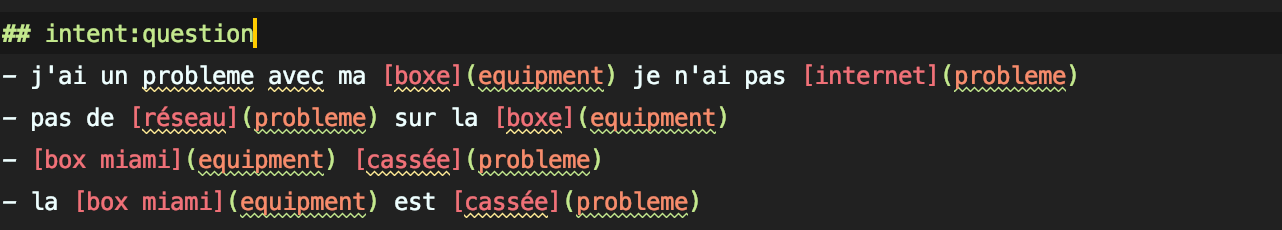 ## intent:question
- j'ai un probleme avec ma [boxe](equipment) je n'ai pas [internet](probleme)
- pas de [réseau](probleme) sur la [boxe](equipment)
- [box miami](equipment) [cassée](probleme)
- la [box miami](equipment) est [cassée](probleme)